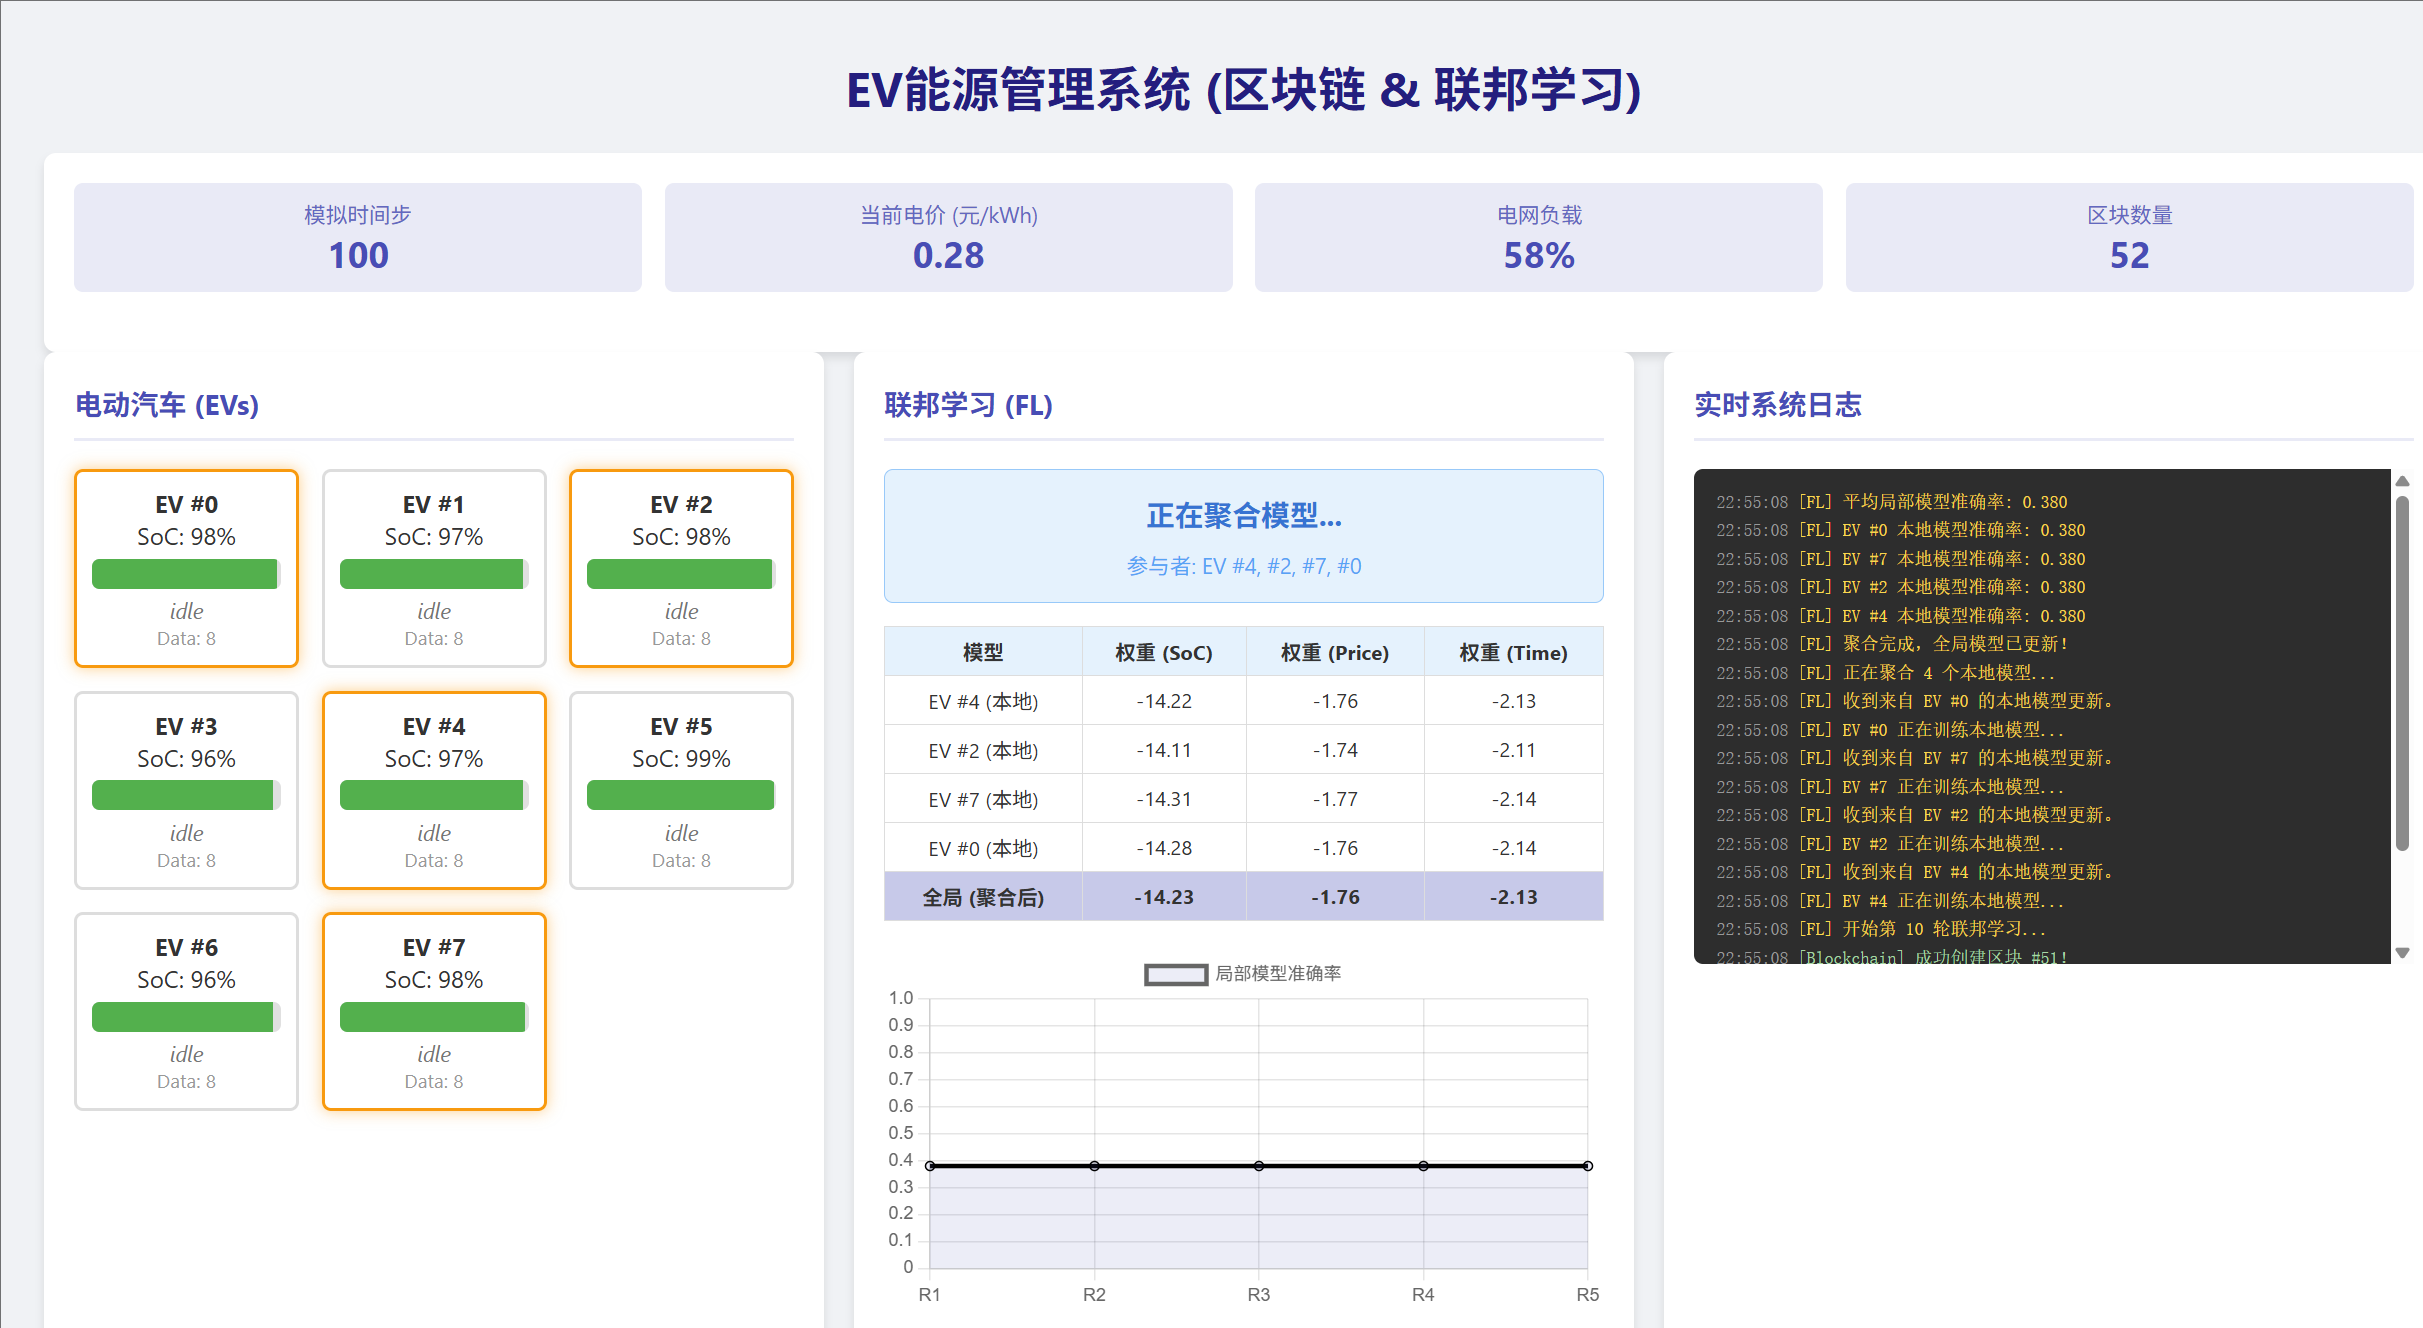 EV能源管理系统 (区块链 & 联邦学习)
模拟时间步
100
当前电价 (元/kWh)
0.28
电网负载
58%
区块数量
52
电动汽车 (EVs)
EV #0
SoC: 98%
idle
Data: 8
EV #1
SoC: 97%
idle
Data: 8
EV #2
SoC: 98%
idle
Data: 8
EV #3
SoC: 96%
idle
Data: 8
EV #4
SoC: 97%
idle
Data: 8
EV #5
SoC: 99%
idle
Data: 8
EV #6
SoC: 96%
idle
Data: 8
EV #7
SoC: 98%
idle
Data: 8
联邦学习 (FL)
正在聚合模型...
参与者: EV #4, #2, #7, #0
模型 权重 (SoC) 权重 (Price) 权重 (Time)
EV #4 (本地) -14.22 -1.76 -2.13
EV #2 (本地) -14.11 -1.74 -2.11
EV #7 (本地) -14.31 -1.77 -2.14
EV #0 (本地) -14.28 -1.76 -2.14
全局 (聚合后) -14.23 -1.76 -2.13
局部模型准确率
1.0
0.9
0.8
0.7
0.6
0.5
0.4
0.3
0.2
0.1
0
R1 R2 R3 R4 R5
实时系统日志
22:55:08 [FL] 平均局部模型准确率: 0.380
22:55:08 [FL] EV #0 本地模型准确率: 0.380
22:55:08 [FL] EV #7 本地模型准确率: 0.380
22:55:08 [FL] EV #2 本地模型准确率: 0.380
22:55:08 [FL] EV #4 本地模型准确率: 0.380
22:55:08 [FL] 聚合完成，全局模型已更新！
22:55:08 [FL] 正在聚合 4 个本地模型...
22:55:08 [FL] 收到来自 EV #0 的本地模型更新。
22:55:08 [FL] EV #0 正在训练本地模型...
22:55:08 [FL] 收到来自 EV #7 的本地模型更新。
22:55:08 [FL] EV #7 正在训练本地模型...
22:55:08 [FL] 收到来自 EV #2 的本地模型更新。
22:55:08 [FL] EV #2 正在训练本地模型...
22:55:08 [FL] 收到来自 EV #4 的本地模型更新。
22:55:08 [FL] EV #4 正在训练本地模型...
22:55:08 [FL] 开始第 10 轮联邦学习...
22:55:08 [Blockchain] 成功创建区块 #51！